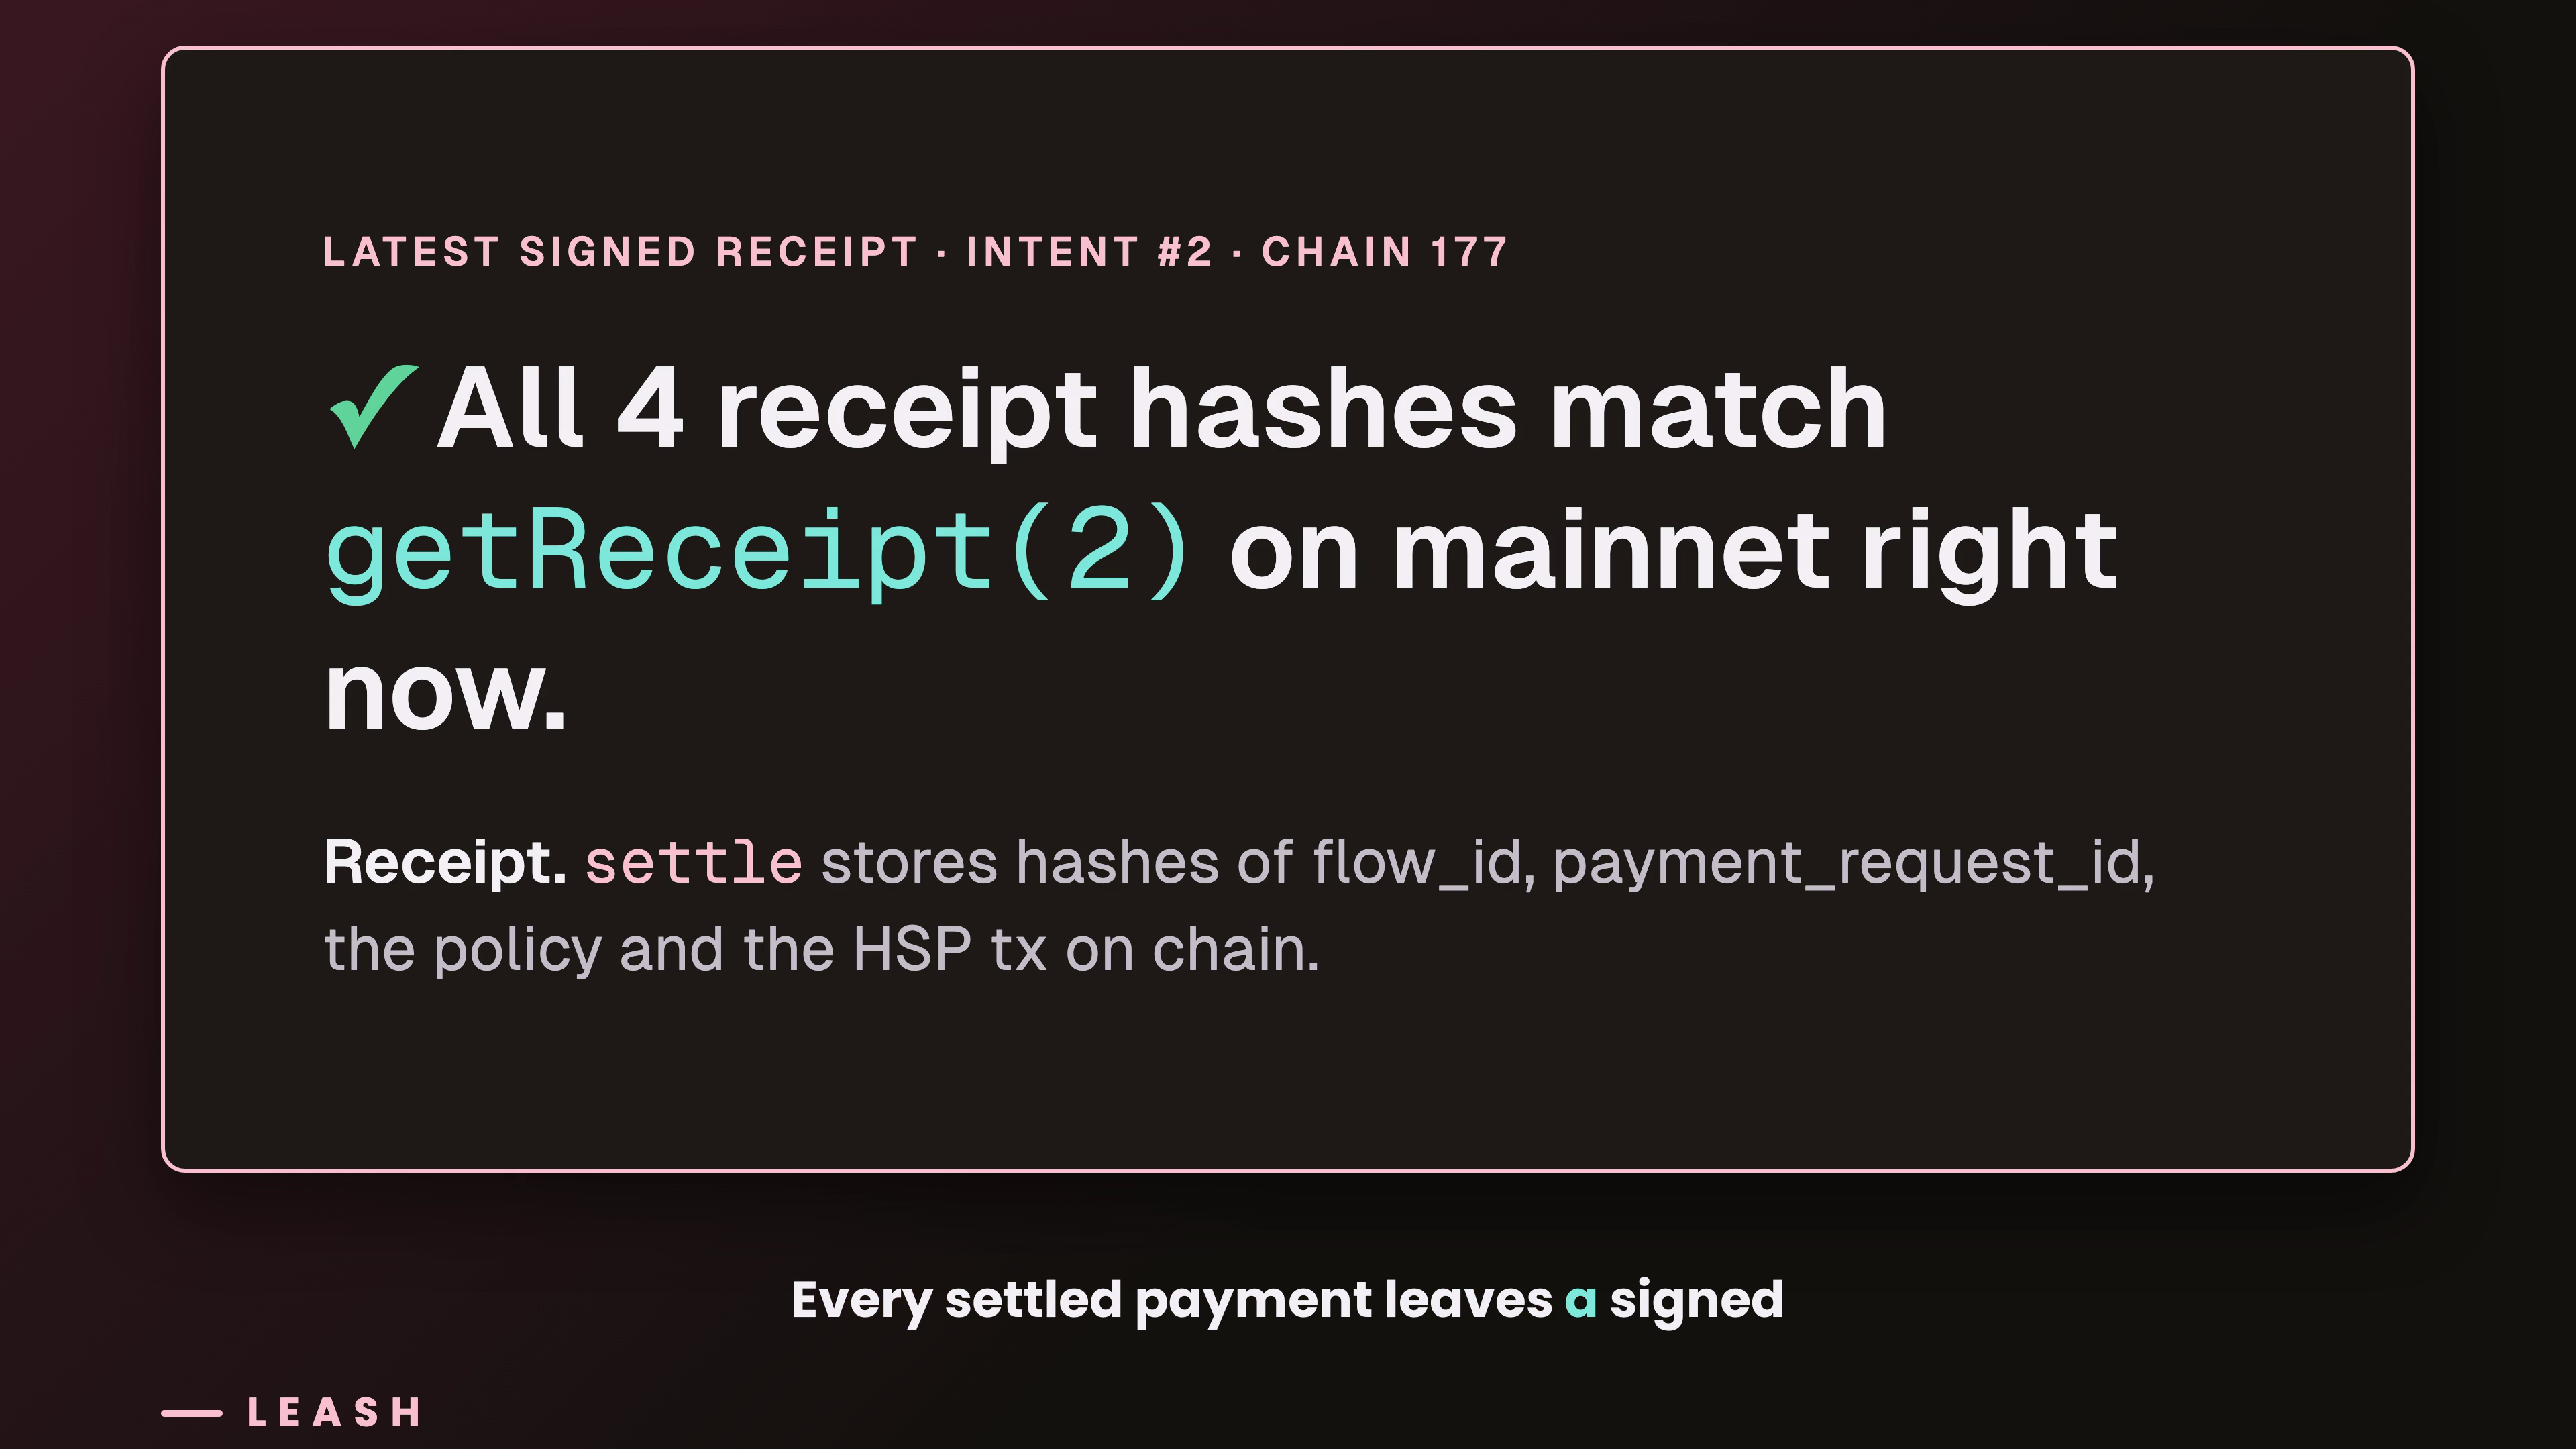 LATEST SIGNED RECEIPT · INTENT #2 · CHAIN 177
✓ All 4 receipt hashes match
getReceipt(2) on mainnet right
now.
Receipt. settle stores hashes of flow_id, payment_request_id,
the policy and the HSP tx on chain.
Every settled payment leaves a signed
LEASH